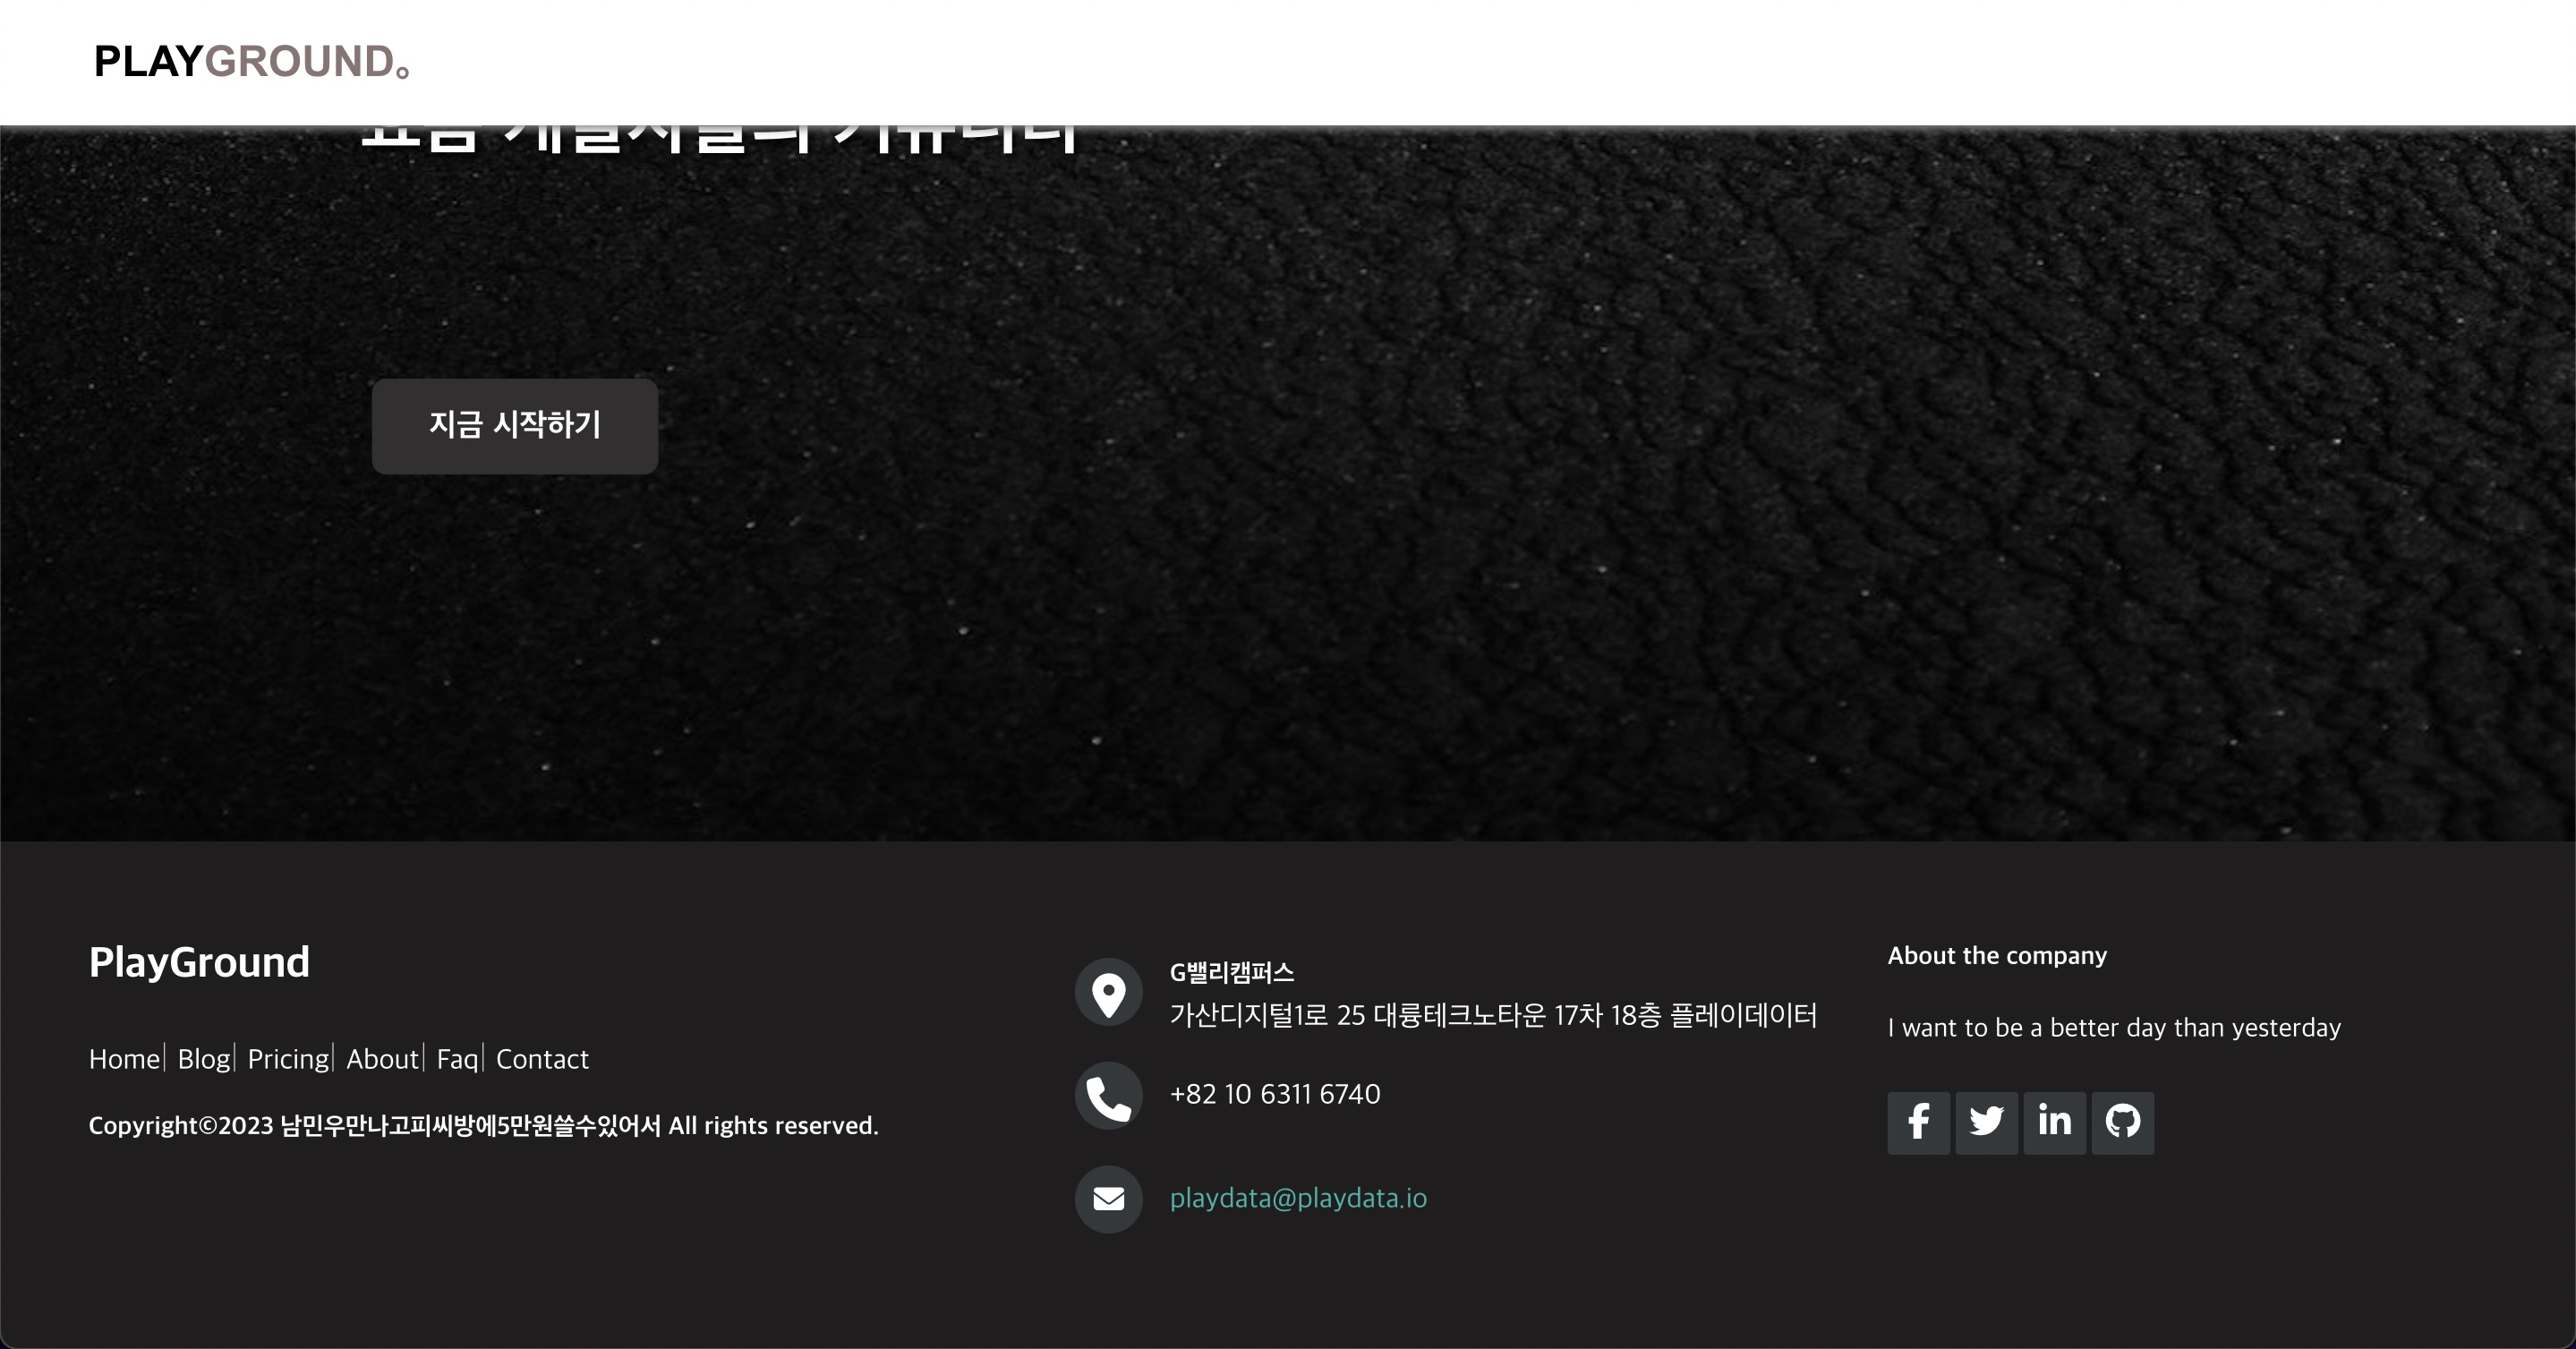 PLAYGROUND。
지금 시작하기
PlayGround
Home| Blog| Pricing| About| Faq| Contact
Copyright©2023 남민우만나고피씨방에5만원쓸수있어서 All rights reserved.
G밸리캠퍼스
가산디지털1로 25 대륭테크노타운 17차 18층 플레이데이터
+82 10 6311 6740
playdata@playdata.io
About the company
I want to be a better day than yesterday